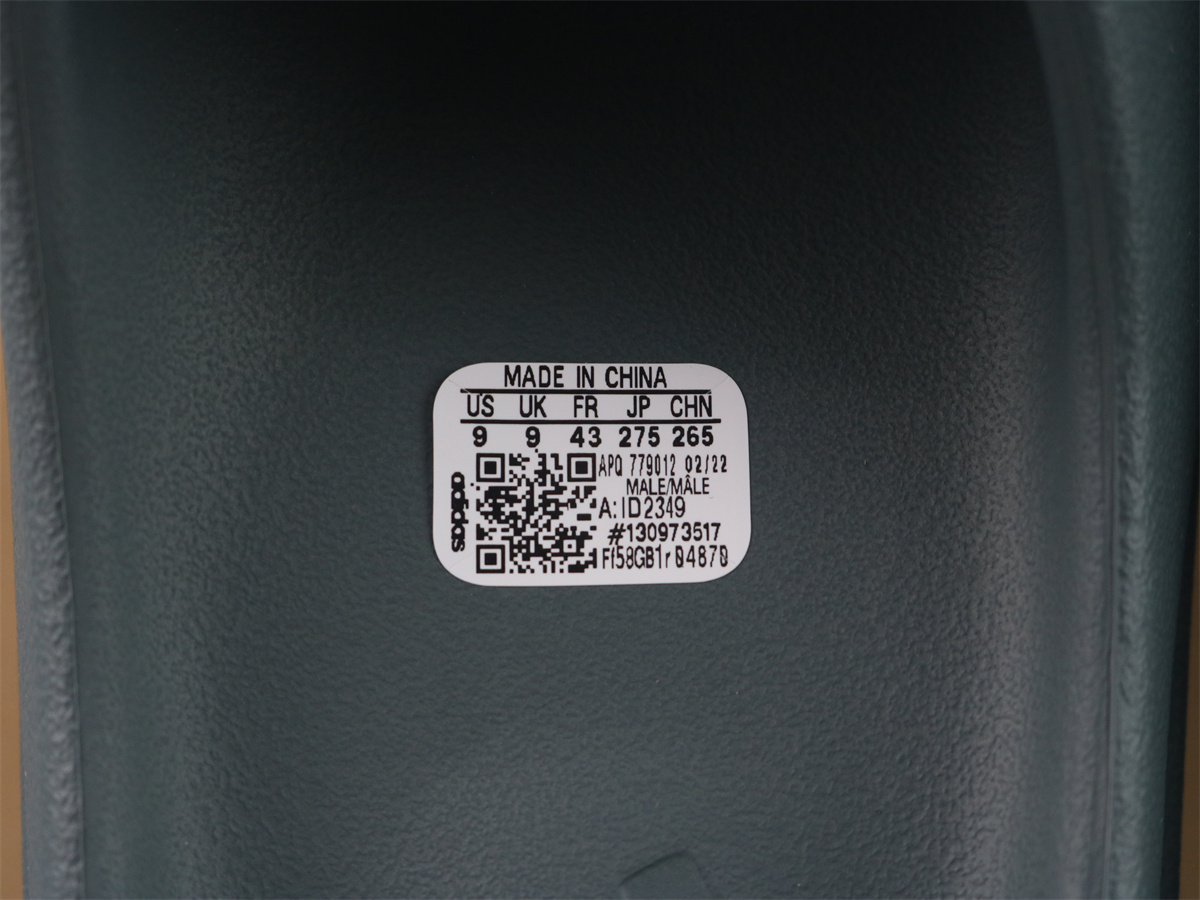 MADE IN CHINA
US UK FR JP CHN
9 9 43 275 265
adidas
APQ 779012 02/22
MALE/MÂLE
A: ID2349
#130973517
Ff58GB1r04870